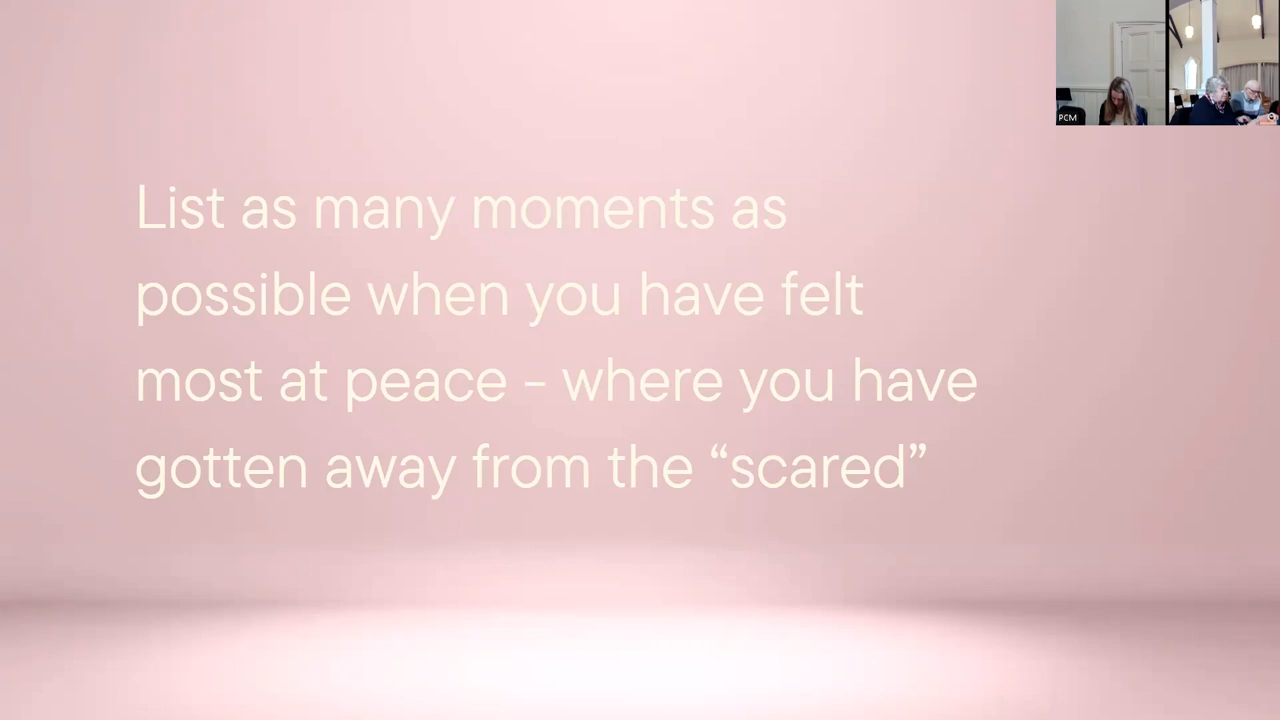 PCM
List as many moments as
possible when you have felt
most at peace - where you have
gotten away from the “scared”